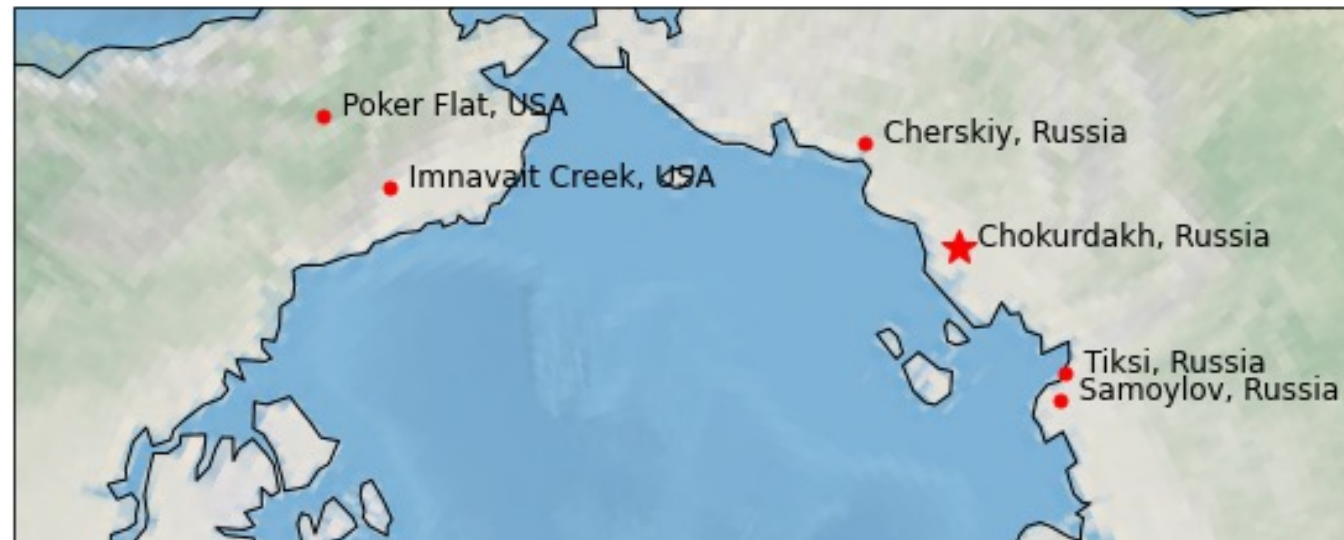 Poker Flat, USA
Cherskiy, Russia
Imnavait Creek, USA
Chokurdakh, Russia
Tiksi, Russia
Samoylov, Russia